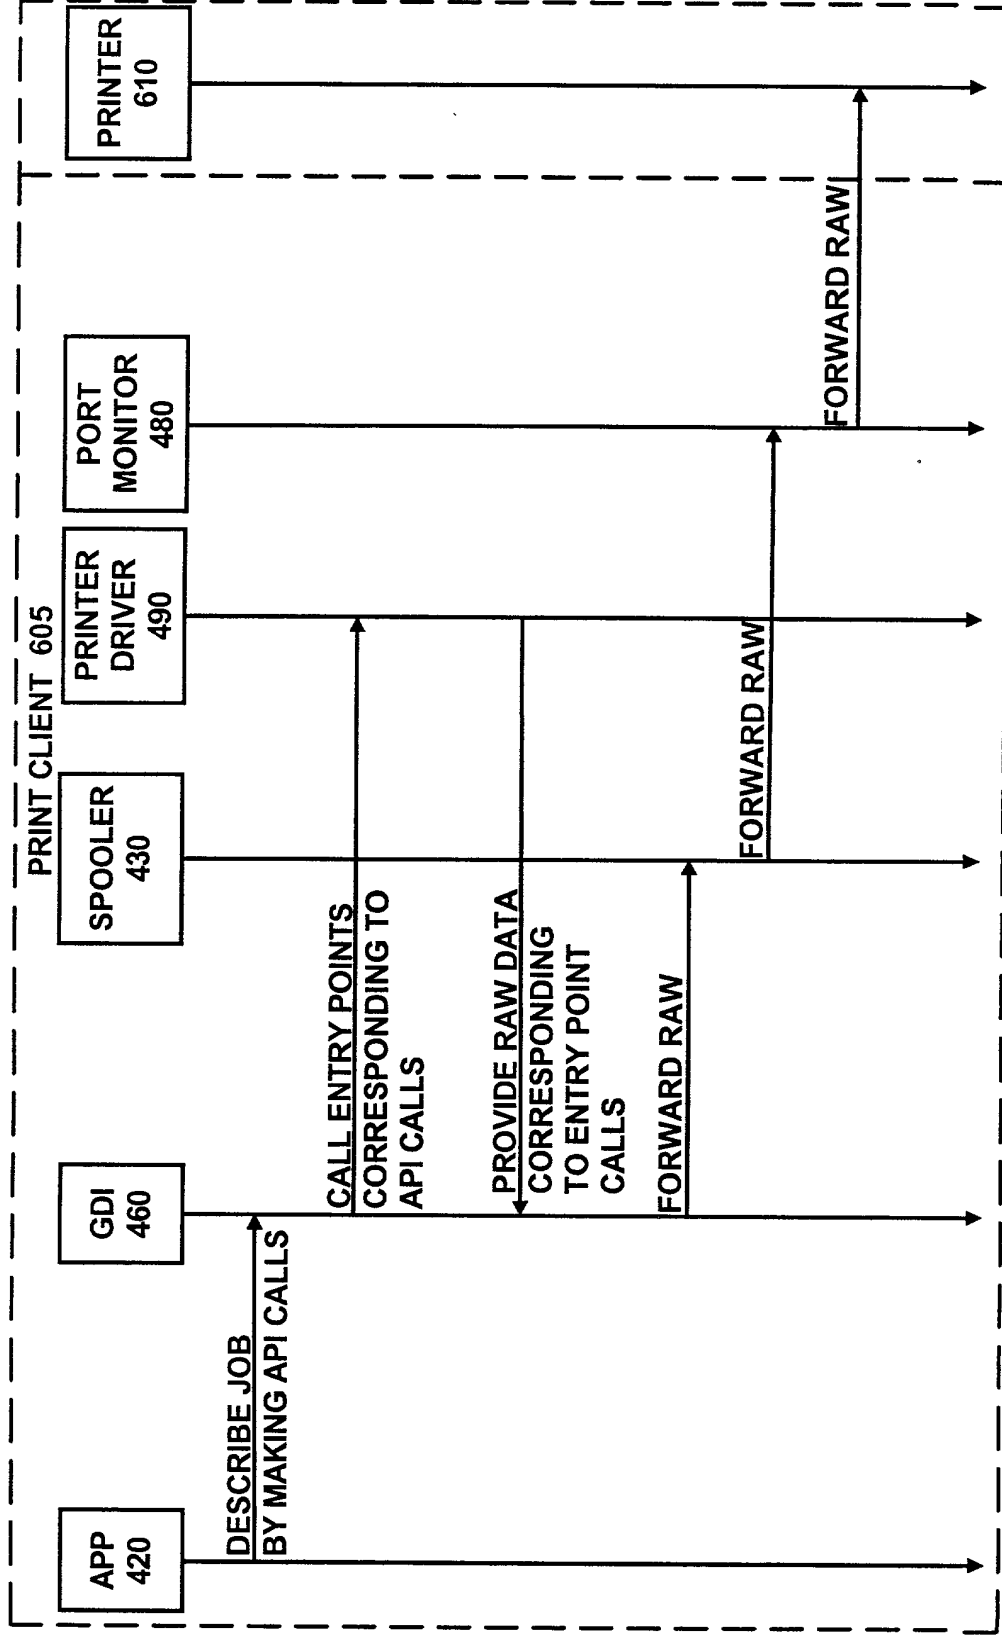 PRINT CLIENT 605
APP
420
GDI
460
SPOOLER
430
PRINTER
DRIVER
490
PORT
MONITOR
480
PRINTER
610
DESCRIBE JOB
BY MAKING API CALLS
CALL ENTRY POINTS
CORRESPONDING TO
API CALLS
PROVIDE RAW DATA
CORRESPONDING
TO ENTRY POINT
CALLS
FORWARD RAW
FORWARD RAW
FORWARD RAW